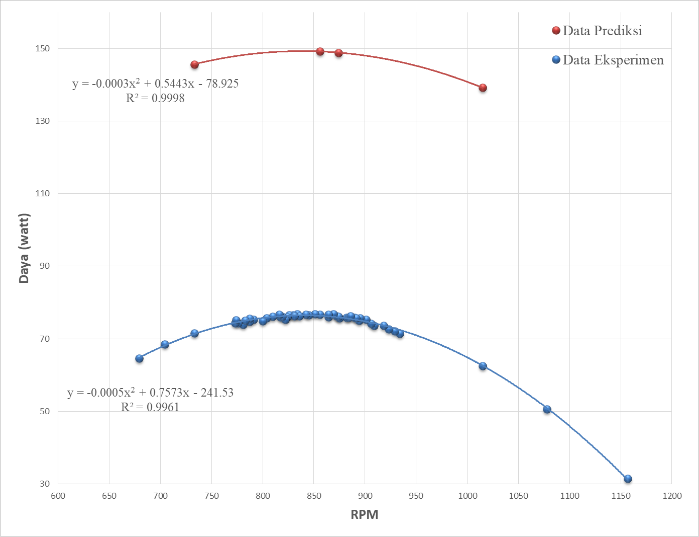 Data Prediksi
Data Eksperimen
150
y = -0.0003x² + 0.5443x - 78.925
R² = 0.9998
130
110
Daya (watt)
90
70
y = -0.0005x² + 0.7573x - 241.53
R² = 0.9961
50
30
600 650 700 750 800 850 900 950 1000 1050 1100 1150 1200
RPM